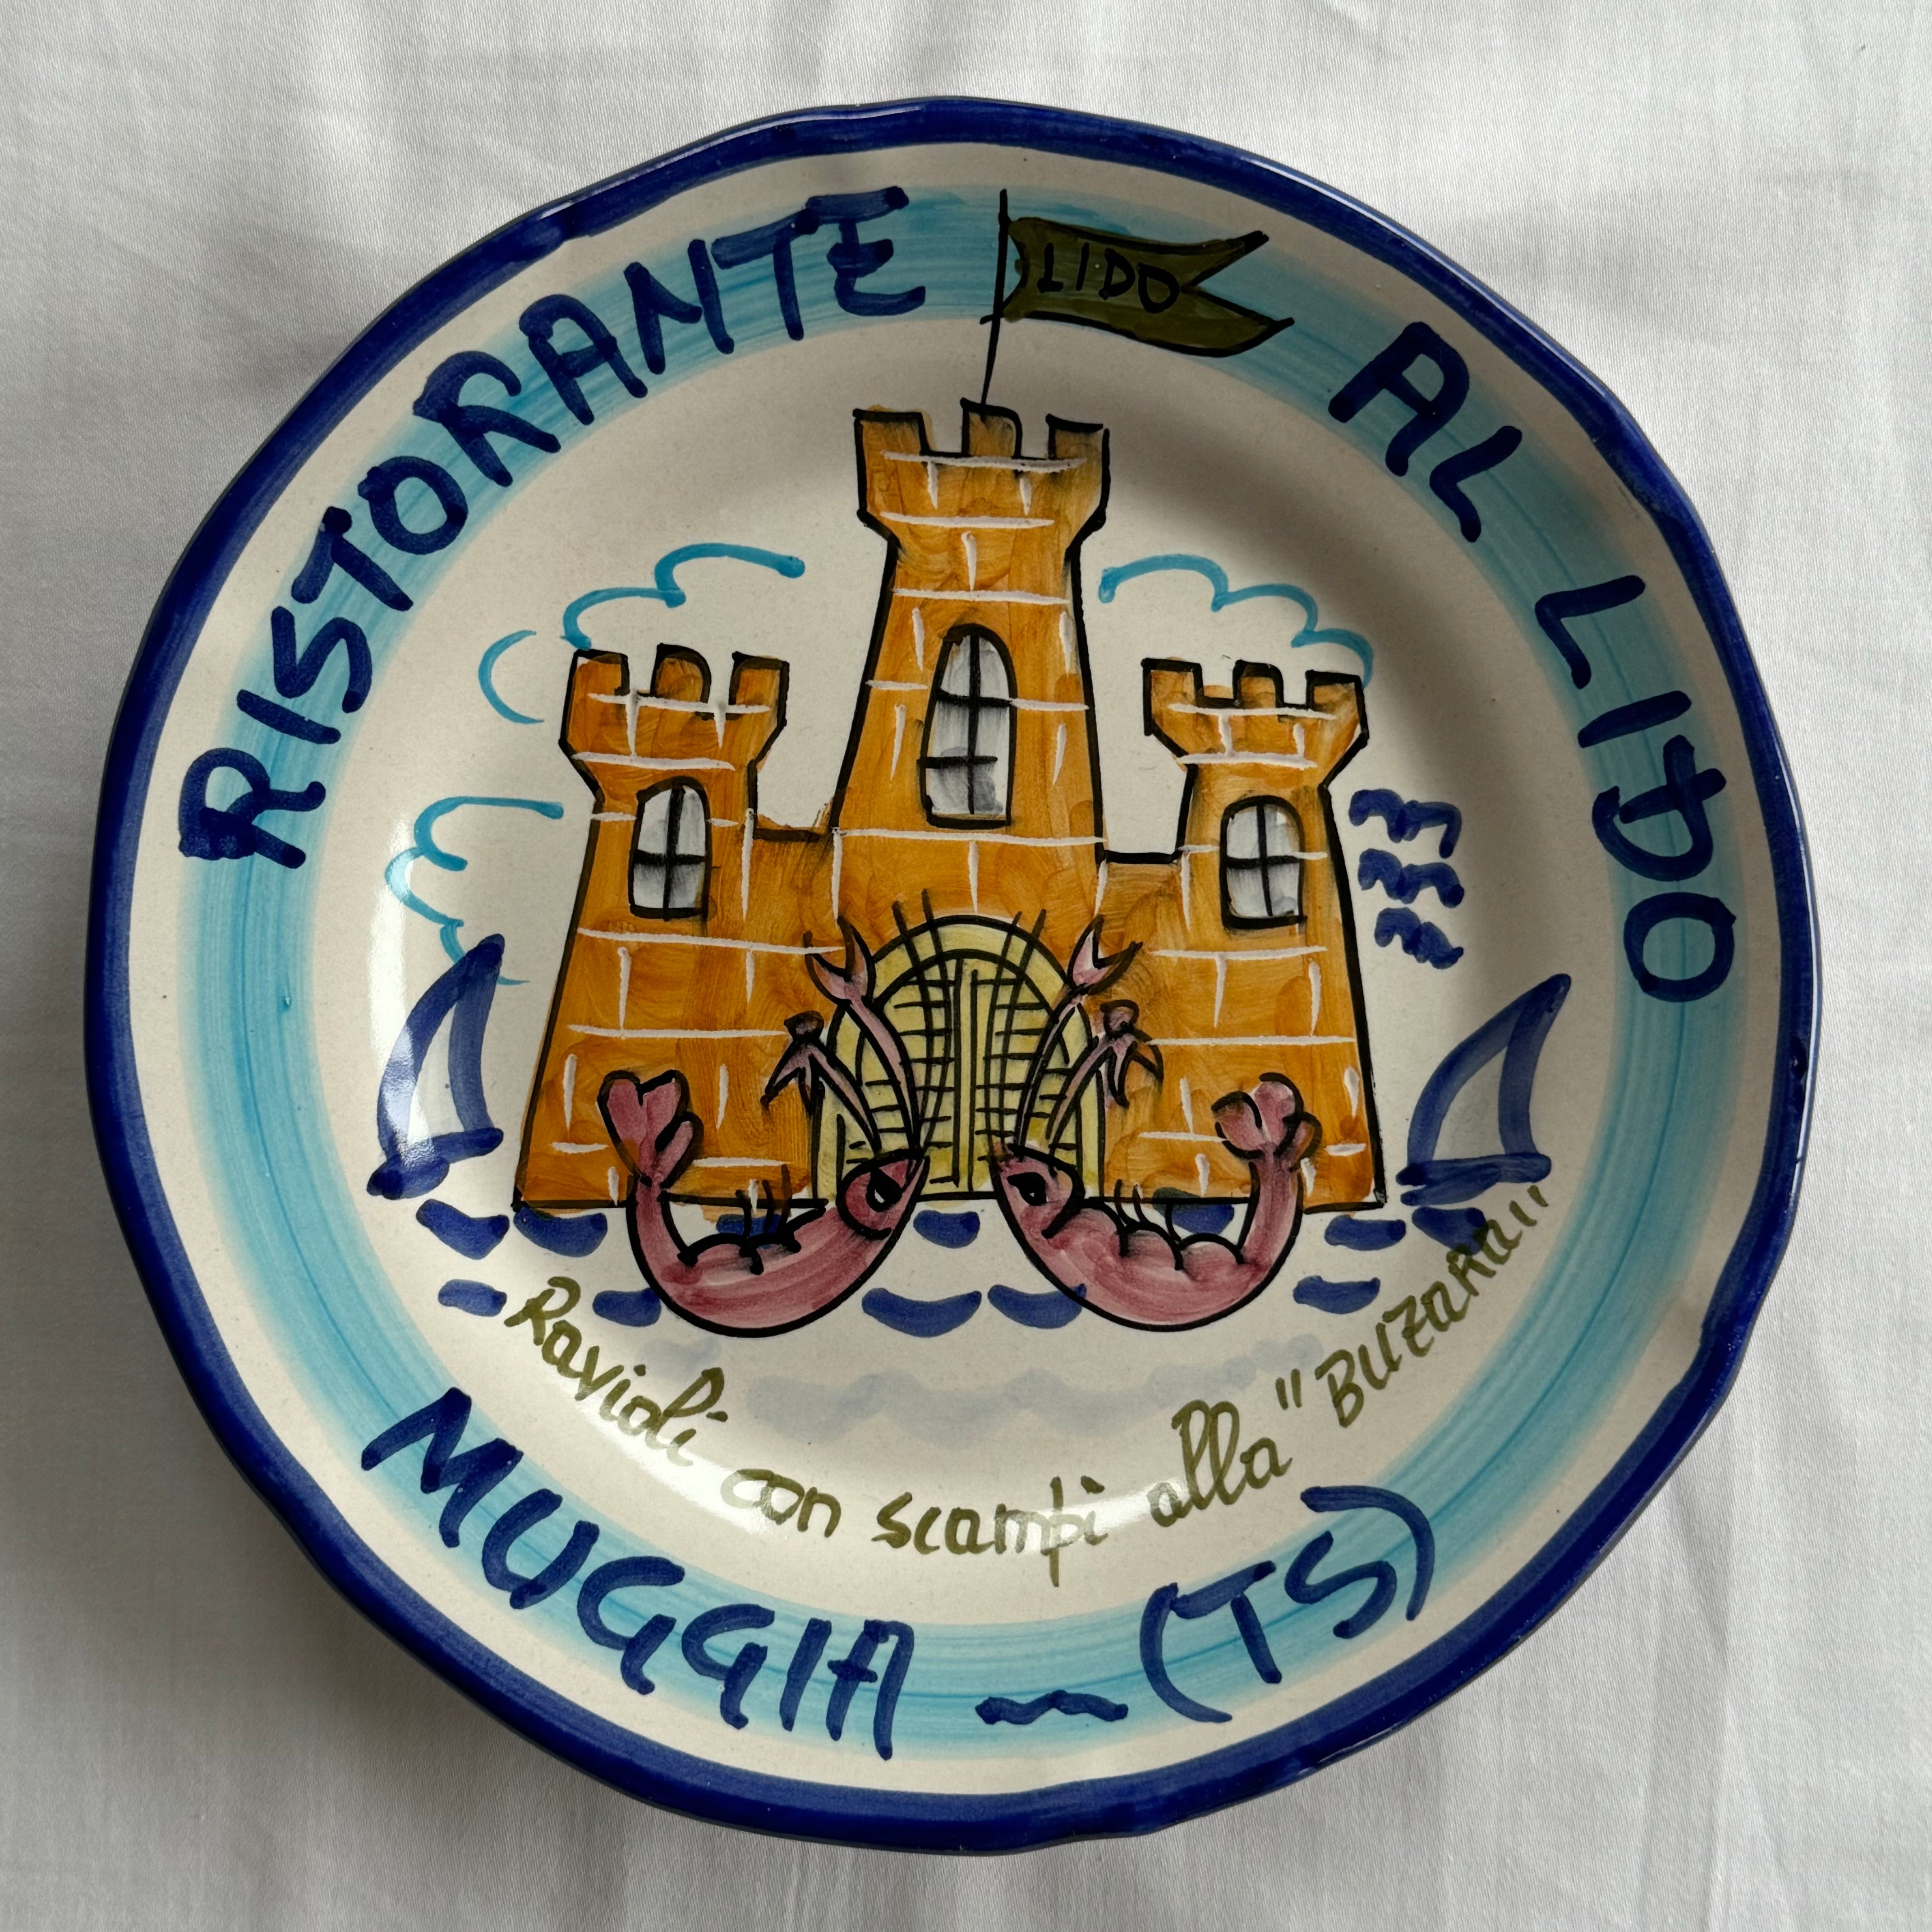 RISTORANTE AL LIDO
LIDO
Ravioli con scampi alla "BUZARA"
MUGGIA - (TS)